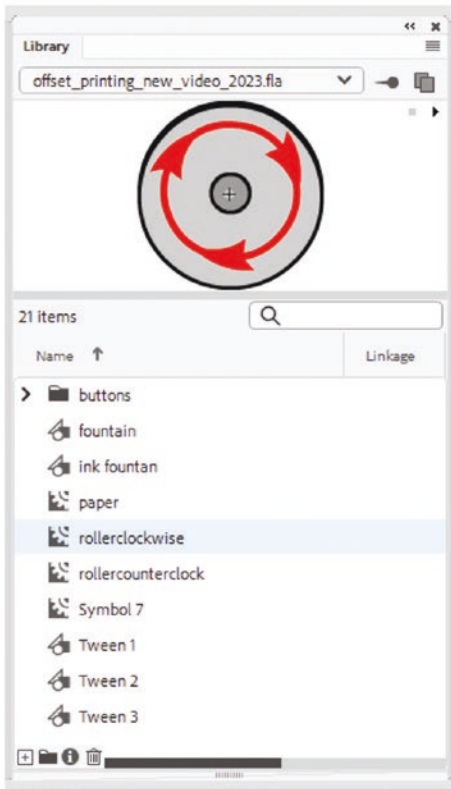 Library
offset_printing_new_video_2023.fla
21 items
Name Linkage
buttons
fountain
ink fountan
paper
rollerclockwise
rollercounterclock
Symbol 7
Tween 1
Tween 2
Tween 3